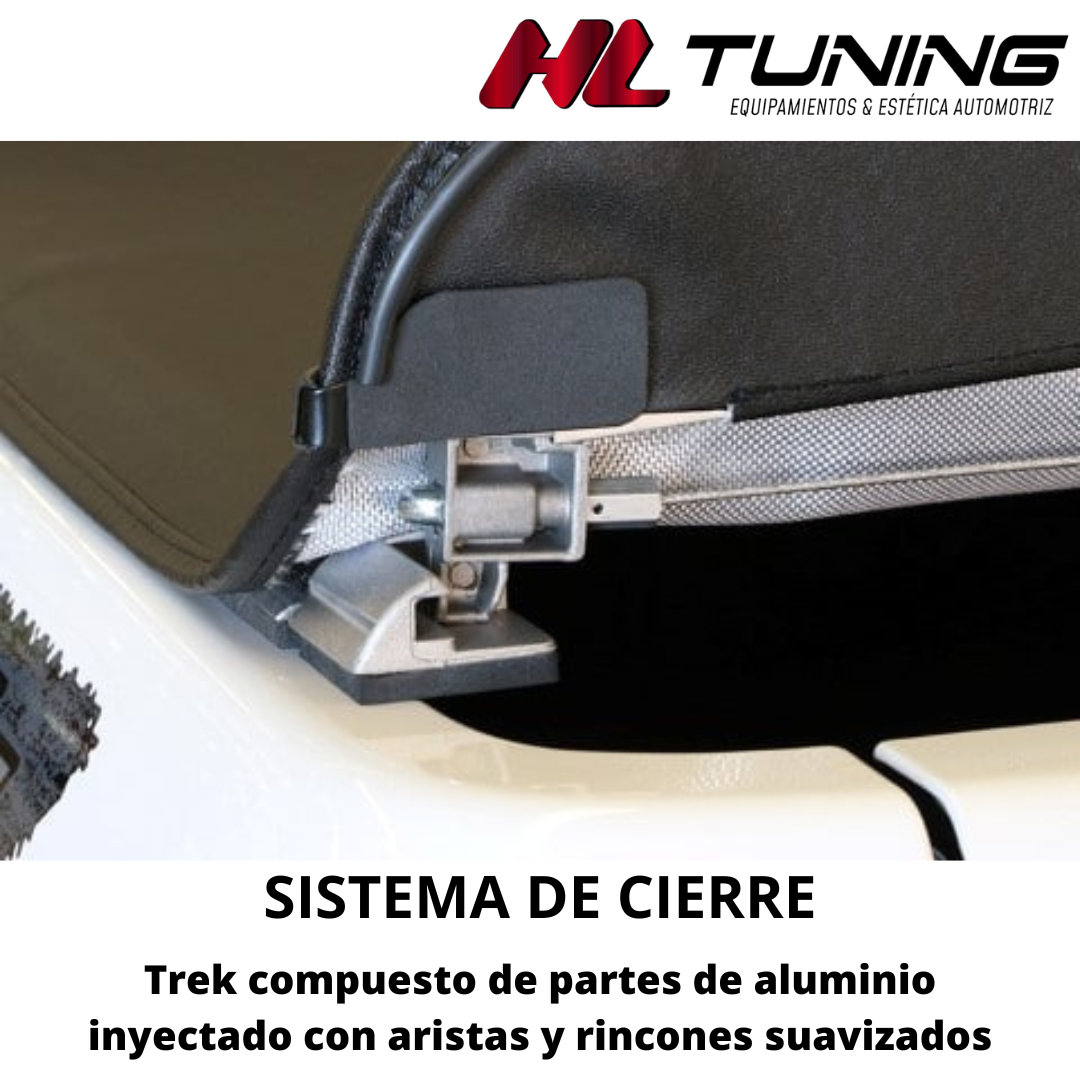 HL TUNING
EQUIPAMIENTOS & ESTÉTICA AUTOMOTRIZ
SISTEMA DE CIERRE
Trek compuesto de partes de aluminio
inyectado con aristas y rincones suavizados